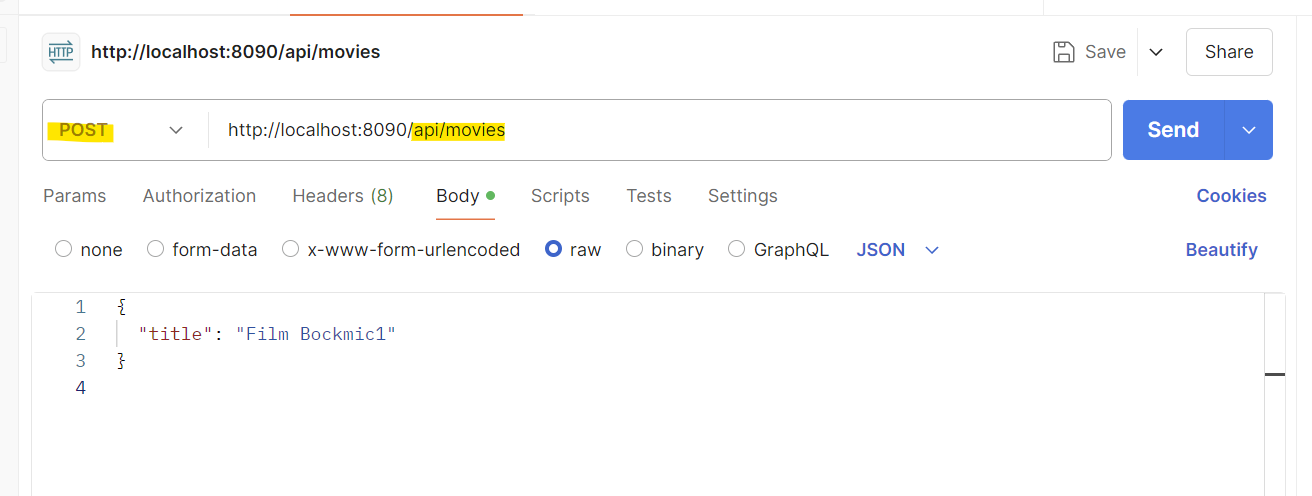 HTTP http://localhost:8090/api/movies Save Share
POST http://localhost:8090/api/movies Send
Params Authorization Headers (8) Body Scripts Tests Settings Cookies
none form-data x-www-form-urlencoded raw binary GraphQL JSON Beautify
1 {
2 "title": "Film Bockmic1"
3 }
4